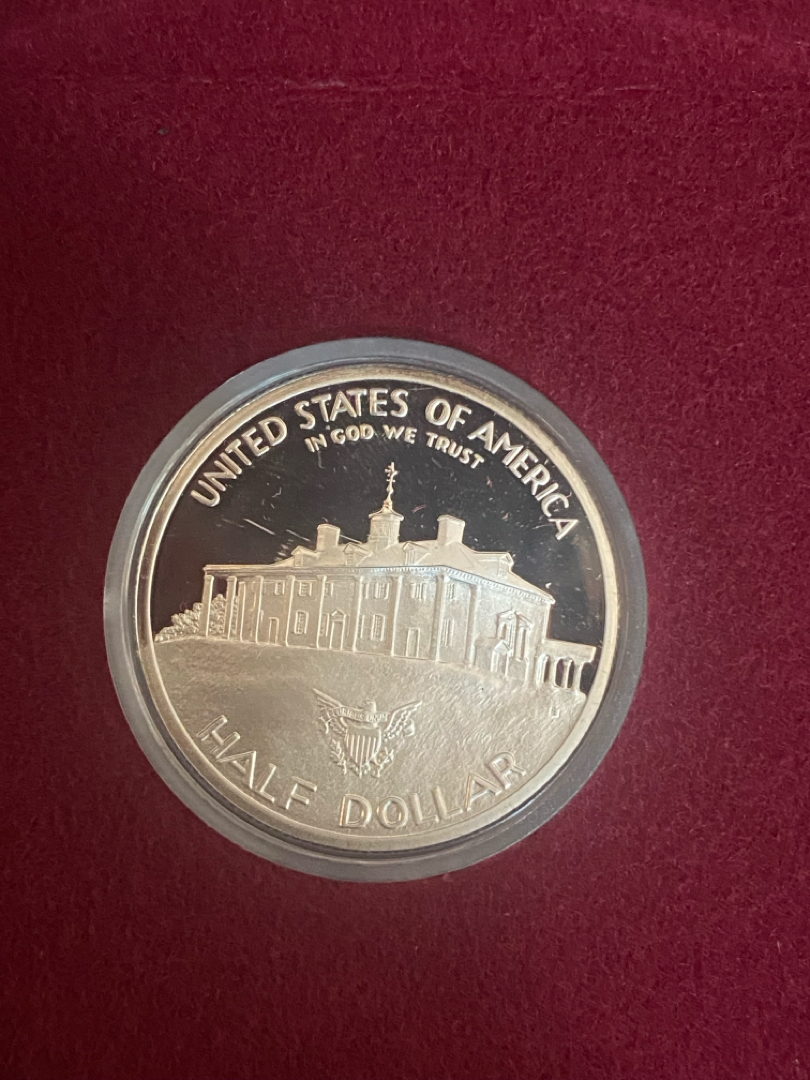 UNITED STATES OF AMERICA
IN GOD WE TRUST
HALF DOLLAR